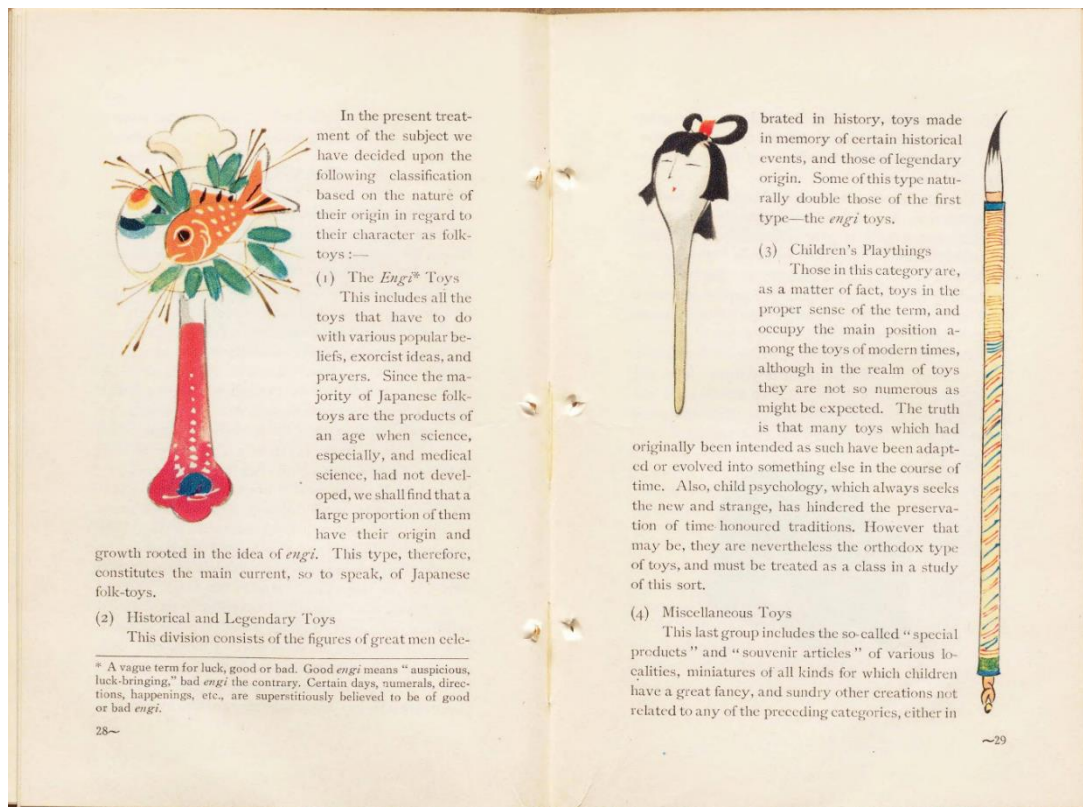 In the present treat-
ment of the subject we
have decided upon the
following classification
based on the nature of
their origin in regard to
their character as folk-
toys :—
(1) The Engi* Toys
This includes all the
toys that have to do
with various popular be-
liefs, exorcist ideas, and
prayers. Since the ma-
jority of Japanese folk-
toys are the products of
an age when science,
especially, and medical
science, had not devel-
oped, we shall find that a
large proportion of them
have their origin and
growth rooted in the idea of engi. This type, therefore,
constitutes the main current, so to speak, of Japanese
folk-toys.
(2) Historical and Legendary Toys
This division consists of the figures of great men cele-
* A vague term for luck, good or bad. Good engi means “ auspicious,
luck-bringing,” bad engi the contrary. Certain days, numerals, direc-
tions, happenings, etc., are superstitiously believed to be of good
or bad engi.
28~
brated in history, toys made
in memory of certain historical
events, and those of legendary
origin. Some of this type natu-
rally double those of the first
type—the engi toys.
(3) Children's Playthings
Those in this category are,
as a matter of fact, toys in the
proper sense of the term, and
occupy the main position a-
mong the toys of modern times,
although in the realm of toys
they are not so numerous as
might be expected. The truth
is that many toys which had
originally been intended as such have been adapt-
ed or evolved into something else in the course of
time. Also, child psychology, which always seeks
the new and strange, has hindered the preserva-
tion of time-honoured traditions. However that
may be, they are nevertheless the orthodox type
of toys, and must be treated as a class in a study
of this sort.
(4) Miscellaneous Toys
This last group includes the so-called “ special
products ” and “ souvenir articles ” of various lo-
calities, miniatures of all kinds for which children
have a great fancy, and sundry other creations not
related to any of the preceding categories, either in
~29